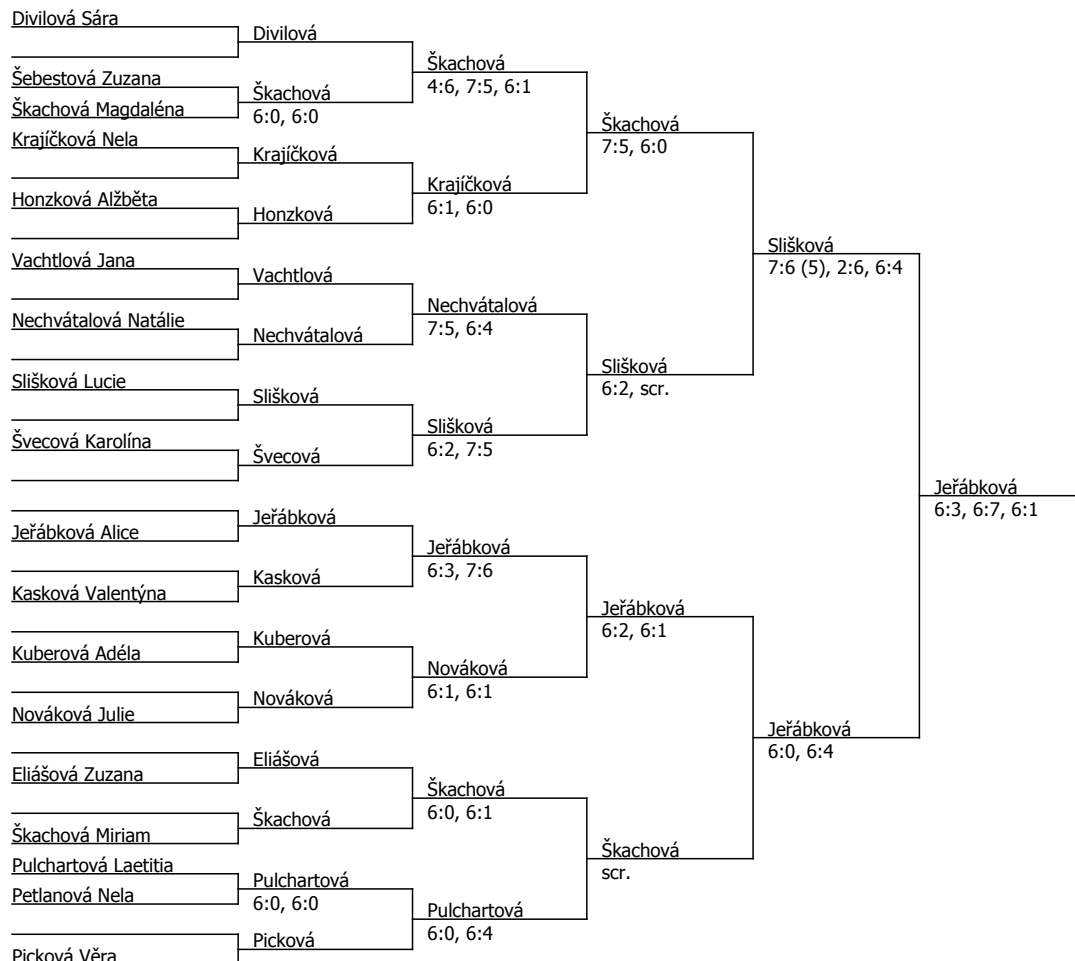 Divilová Sára
Divilová
Škachová
4:6, 7:5, 6:1
Šebestová Zuzana
Škachová
6:0, 6:0
Škachová Magdaléna
Škachová
7:5, 6:0
Krajíčková Nela
Krajíčková
Krajíčková
6:1, 6:0
Honzková Alžběta
Honzková
Slišková
7:6 (5), 2:6, 6:4
Vachtlová Jana
Vachtlová
Nechvátalová
7:5, 6:4
Nechvátalová Natálie
Nechvátalová
Slišková
6:2, scr.
Slišková Lucie
Slišková
Slišková
6:2, 7:5
Švecová Karolína
Švecová
Jeřábková
6:3, 6:7, 6:1
Jeřábková
Jeřábková Alice
Jeřábková
6:3, 7:6
Kasková
Kasková Valentýna
Jeřábková
6:2, 6:1
Kuberová
Kuberová Adéla
Nováková
6:1, 6:1
Nováková
Nováková Julie
Jeřábková
6:0, 6:4
Eliášová
Eliášová Zuzana
Škachová
6:0, 6:1
Škachová
Škachová Miriam
Škachová
scr.
Pulchartová Laetitia
Pulchartová
6:0, 6:0
Petlanová Nela
Pulchartová
6:0, 6:4
Picková
Picková Věra